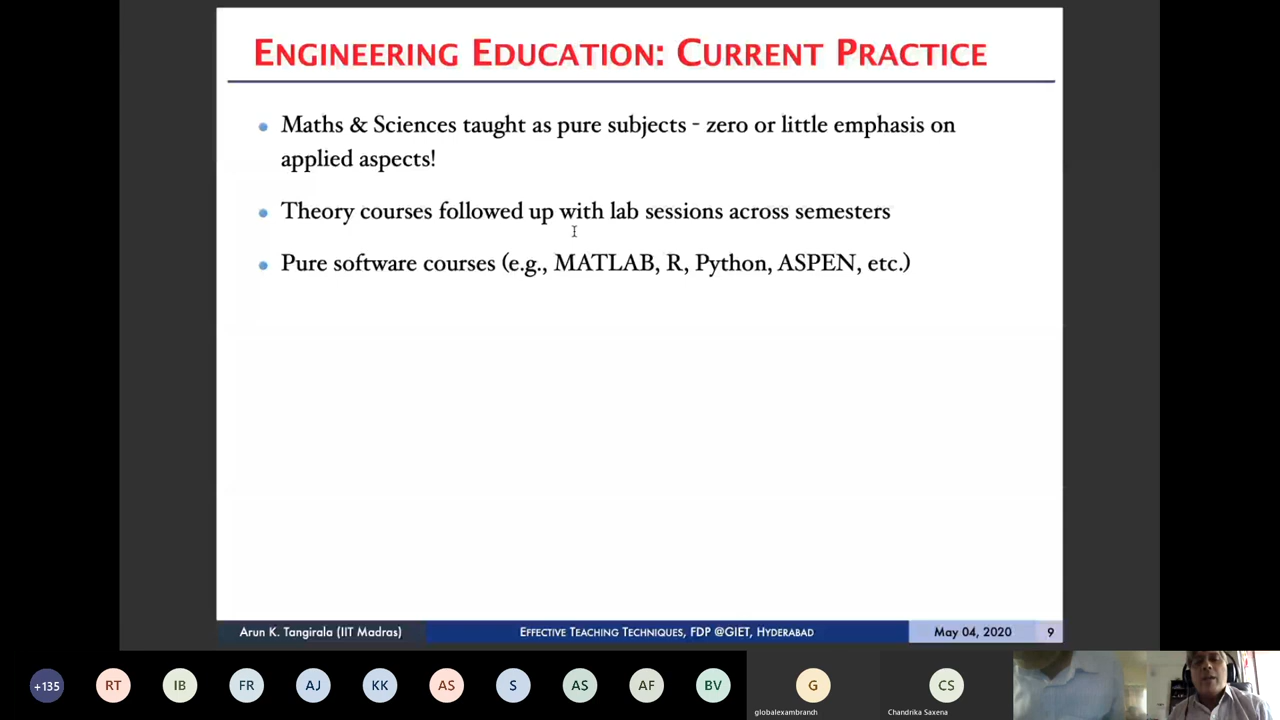 ENGINEERING EDUCATION: CURRENT PRACTICE
Maths & Sciences taught as pure subjects - zero or little emphasis on
applied aspects!
Theory courses followed up with lab sessions across semesters
Pure software courses (e.g., MATLAB, R, Python, ASPEN, etc.)
Arun K. Tangirala (IIT Madras) EFFECTIVE TEACHING TECHNIQUES, FDP @GIET, HYDERABAD May 04, 2020 9
+135 RT IB FR AJ KK AS S AS AF BV G CS
globalexambranch Chandrika Saxena